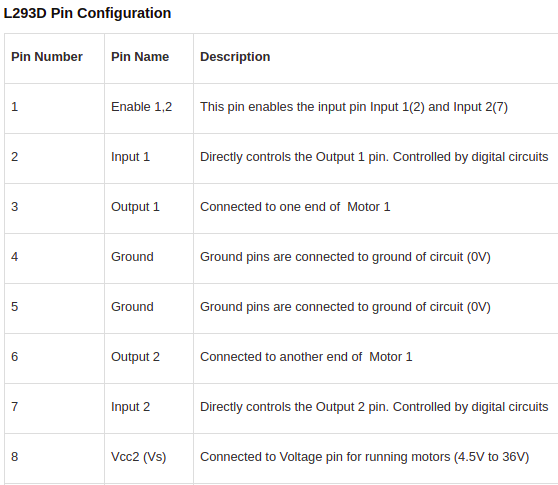 L293D Pin Configuration
Pin Number Pin Name Description
1 Enable 1,2 This pin enables the input pin Input 1(2) and Input 2(7)
2 Input 1 Directly controls the Output 1 pin. Controlled by digital circuits
3 Output 1 Connected to one end of Motor 1
4 Ground Ground pins are connected to ground of circuit (0V)
5 Ground Ground pins are connected to ground of circuit (0V)
6 Output 2 Connected to another end of Motor 1
7 Input 2 Directly controls the Output 2 pin. Controlled by digital circuits
8 Vcc2 (Vs) Connected to Voltage pin for running motors (4.5V to 36V)